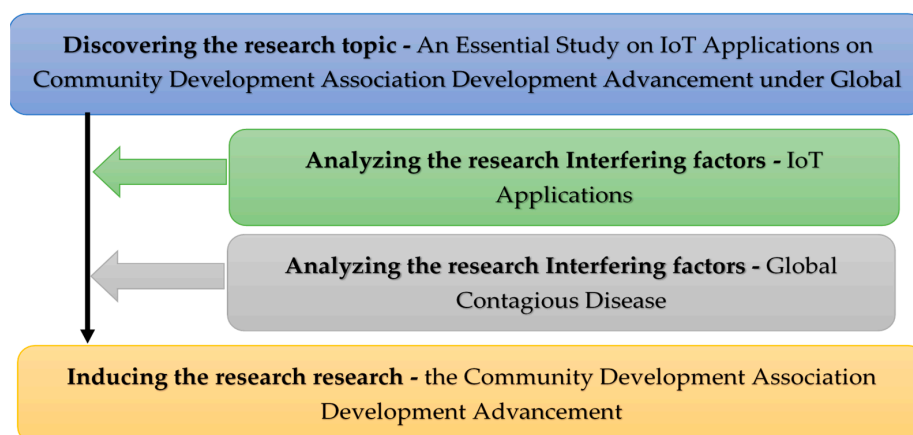 Discovering the research topic - An Essential Study on IoT Applications on
Community Development Association Development Advancement under Global
Analyzing the research Interfering factors - IoT
Applications
Analyzing the research Interfering factors - Global
Contagious Disease
Inducing the research research - the Community Development Association
Development Advancement